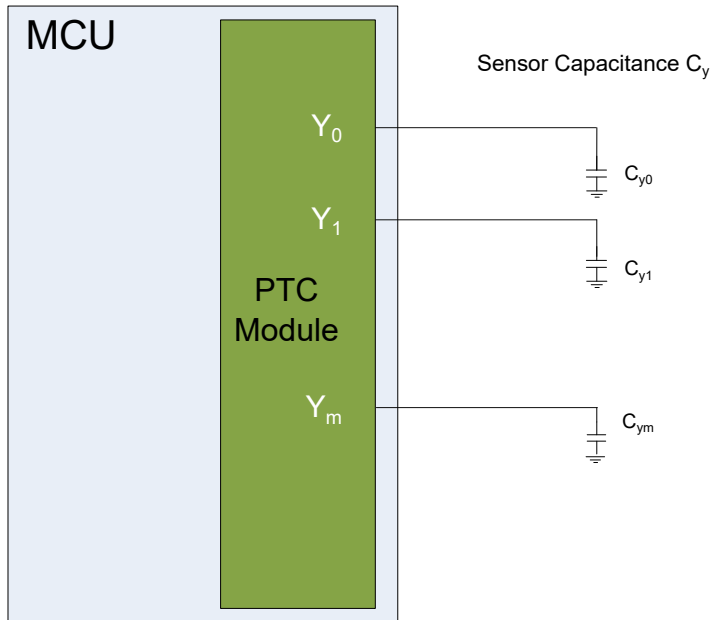 MCU
Sensor Capacitance Cy
Y0
Cy0
Y1
Cy1
PTC
Module
Ym
Cym